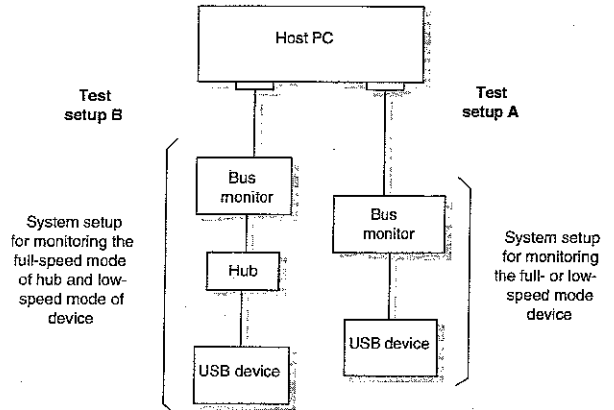 Host PC
Test
setup B
Test
setup A
Bus
monitor
Bus
monitor
System setup
for monitoring the
full-speed mode
of hub and low-
speed mode of
device
System setup
for monitoring
the full- or low-
speed mode
device
Hub
USB device
USB device